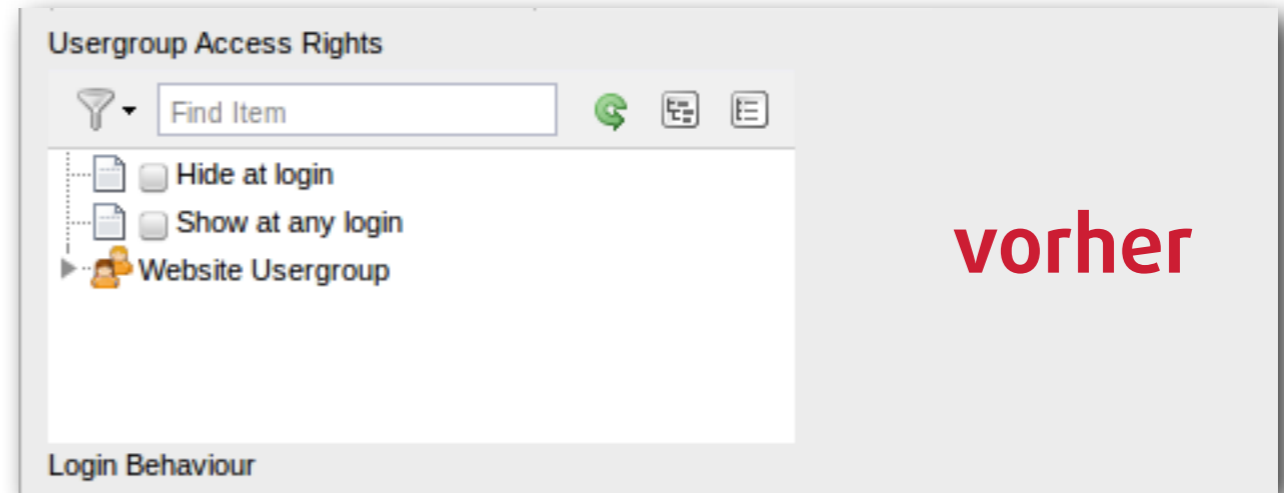 Usergroup Access Rights
Find Item
Hide at login
Show at any login
Website Usergroup
vorher
Login Behaviour